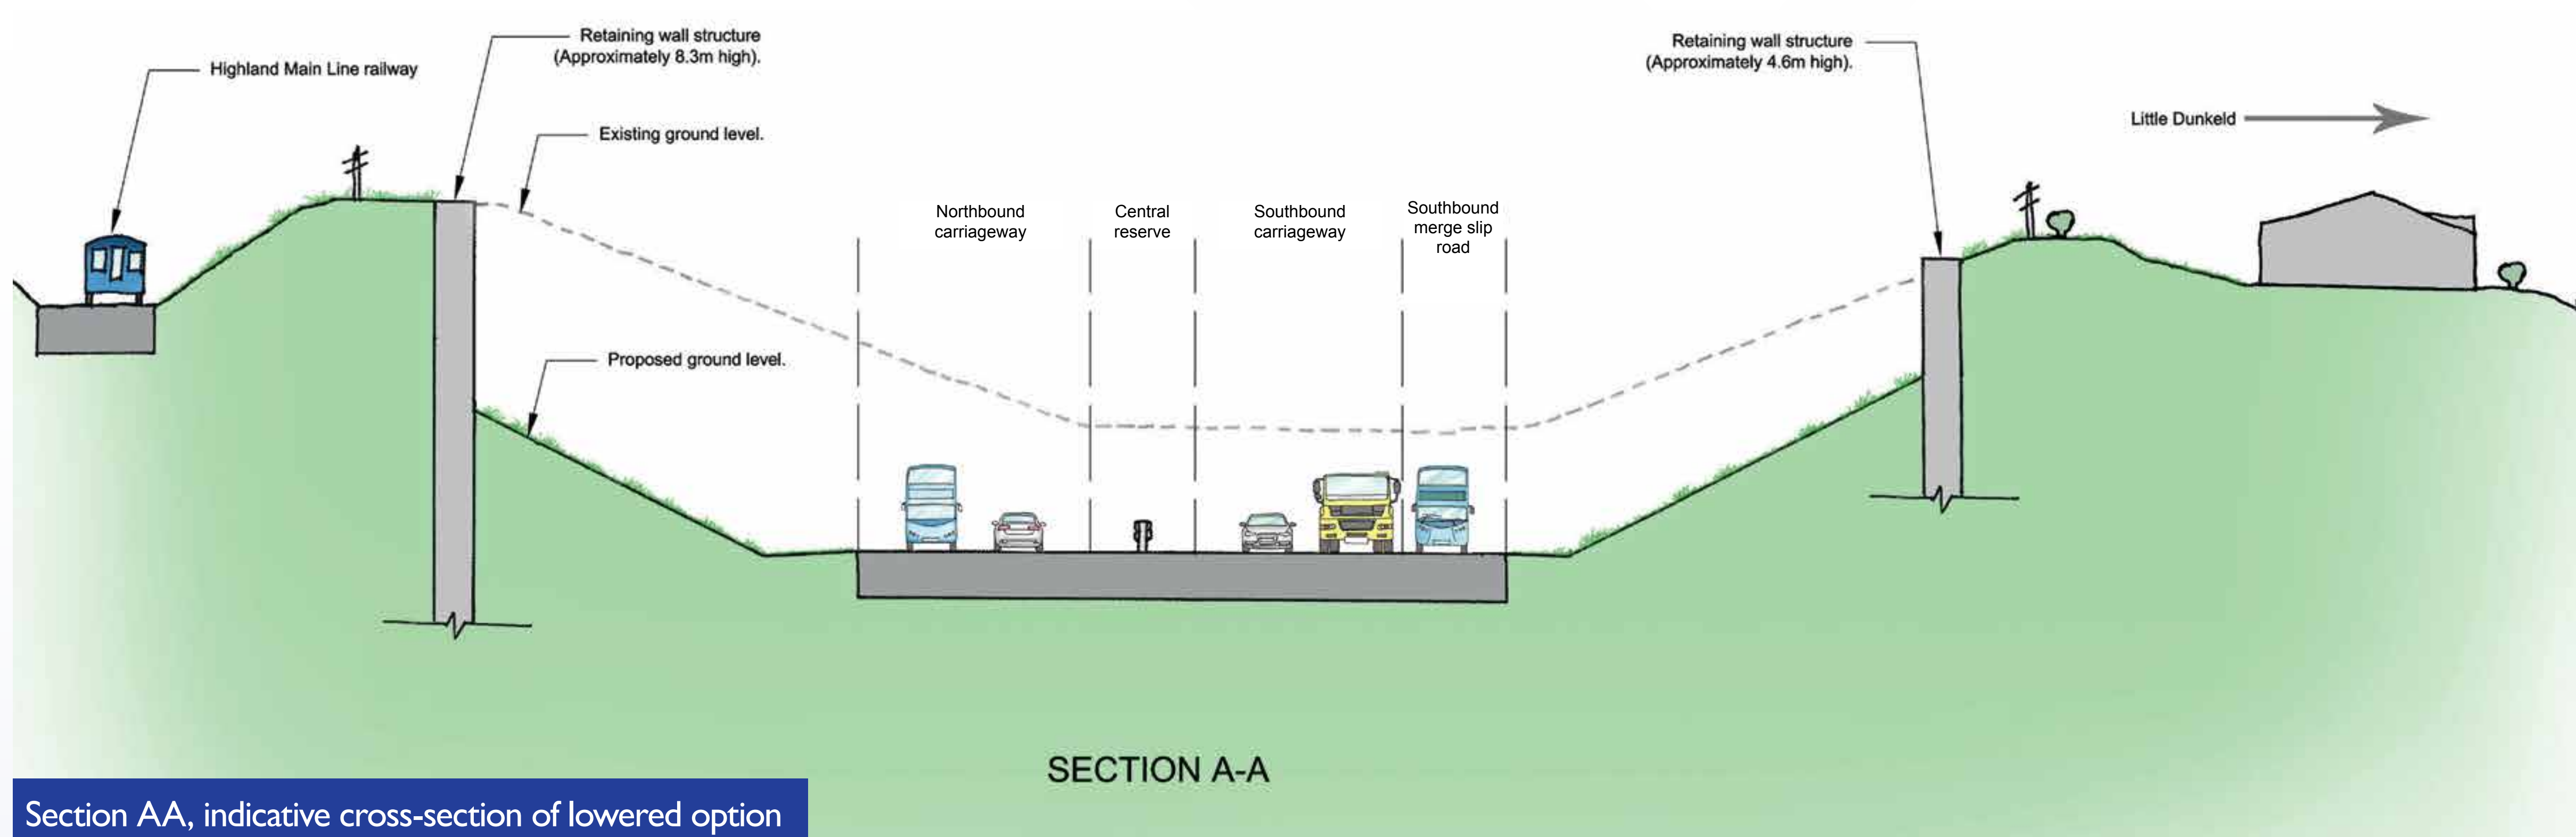 Highland Main Line railway
Retaining wall structure
(Approximately 8.3m high).
Existing ground level.
Proposed ground level.
Northbound
carriageway
Central
reserve
Southbound
carriageway
Southbound
merge slip
road
Retaining wall structure
(Approximately 4.6m high).
Little Dunkeld
SECTION A-A
Section AA, indicative cross-section of lowered option